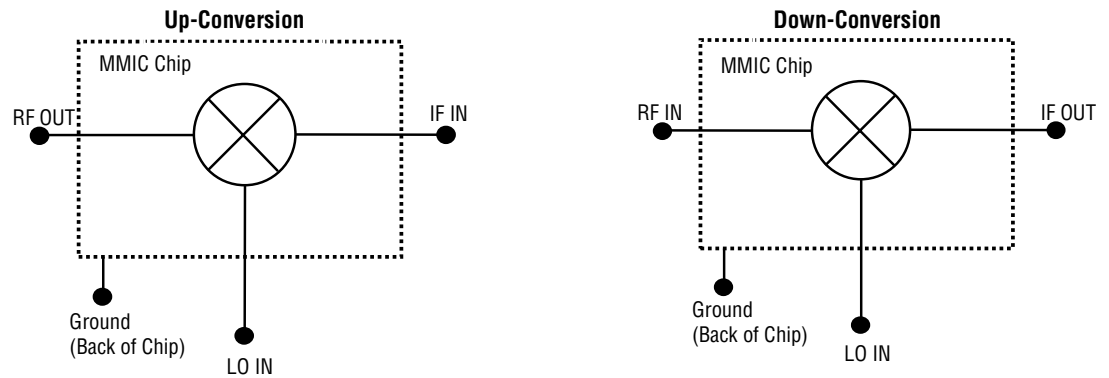 Up-Conversion
MMIC Chip
RF OUT
IF IN
Ground
(Back of Chip)
LO IN
Down-Conversion
MMIC Chip
RF IN
IF OUT
Ground
(Back of Chip)
LO IN